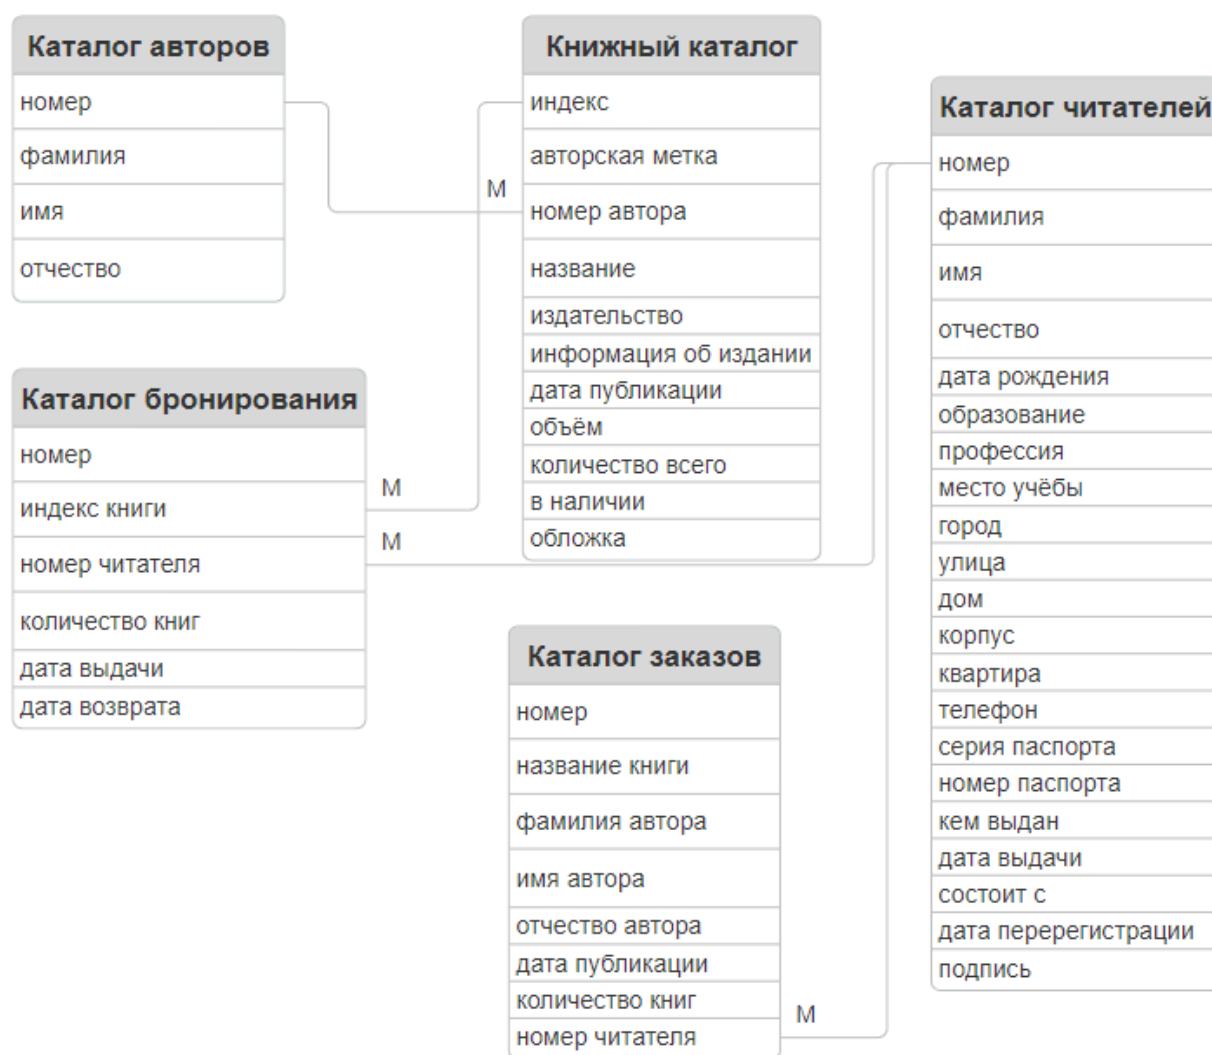 Каталог авторов
номер
фамилия
имя
отчество
Книжный каталог
индекс
авторская метка
М
номер автора
название
издательство
информация об издании
дата публикации
объём
количество всего
в наличии
обложка
Каталог читателей
номер
фамилия
имя
отчество
дата рождения
образование
профессия
место учёбы
город
улица
дом
корпус
квартира
телефон
серия паспорта
номер паспорта
кем выдан
дата выдачи
состоит с
дата перерегистрации
подпись
Каталог бронирования
номер
М
индекс книги
М
номер читателя
количество книг
дата выдачи
дата возврата
Каталог заказов
номер
название книги
фамилия автора
имя автора
отчество автора
дата публикации
количество книг
М
номер читателя